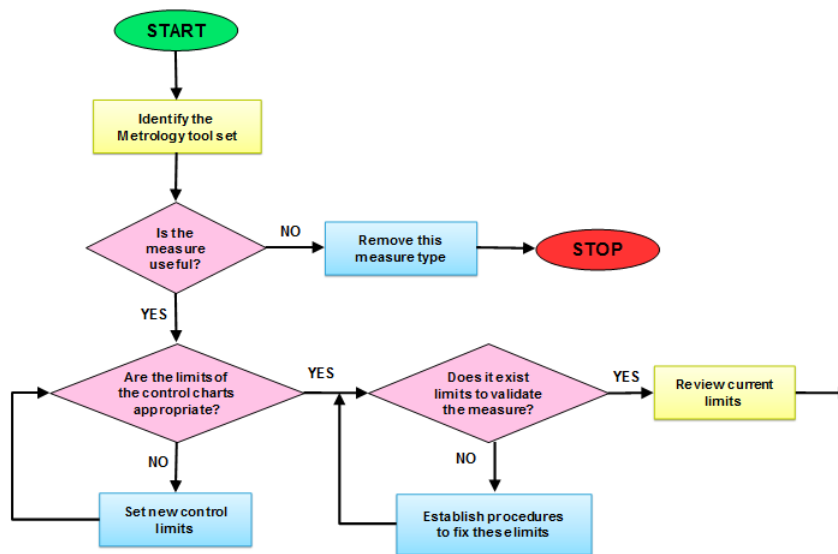 START
Identify the
Metrology tool set
Is the
measure
useful?
NO
Remove this
measure type
STOP
YES
Are the limits of
the control charts
appropriate?
YES
Does it exist
limits to validate
the measure?
YES
Review current
limits
NO
NO
Set new control
limits
Establish procedures
to fix these limits